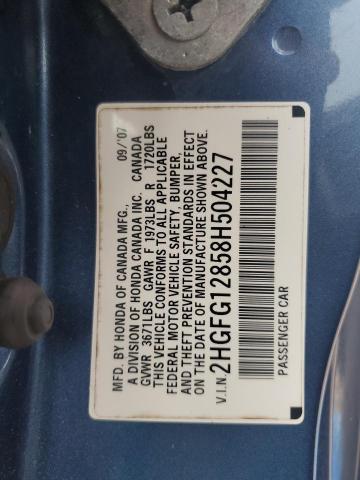 MFD. BY HONDA OF CANADA MFG., 09/'07
A DIVISION OF HONDA CANADA INC. CANADA
GVWR 3671LBS GAWR F 1973LBS R 1720LBS
THIS VEHICLE CONFORMS TO ALL APPLICABLE
FEDERAL MOTOR VEHICLE SAFETY, BUMPER,
AND THEFT PREVENTION STANDARDS IN EFFECT
ON THE DATE OF MANUFACTURE SHOWN ABOVE.
V.I.N. 2HGFG12858H504227
PASSENGER CAR